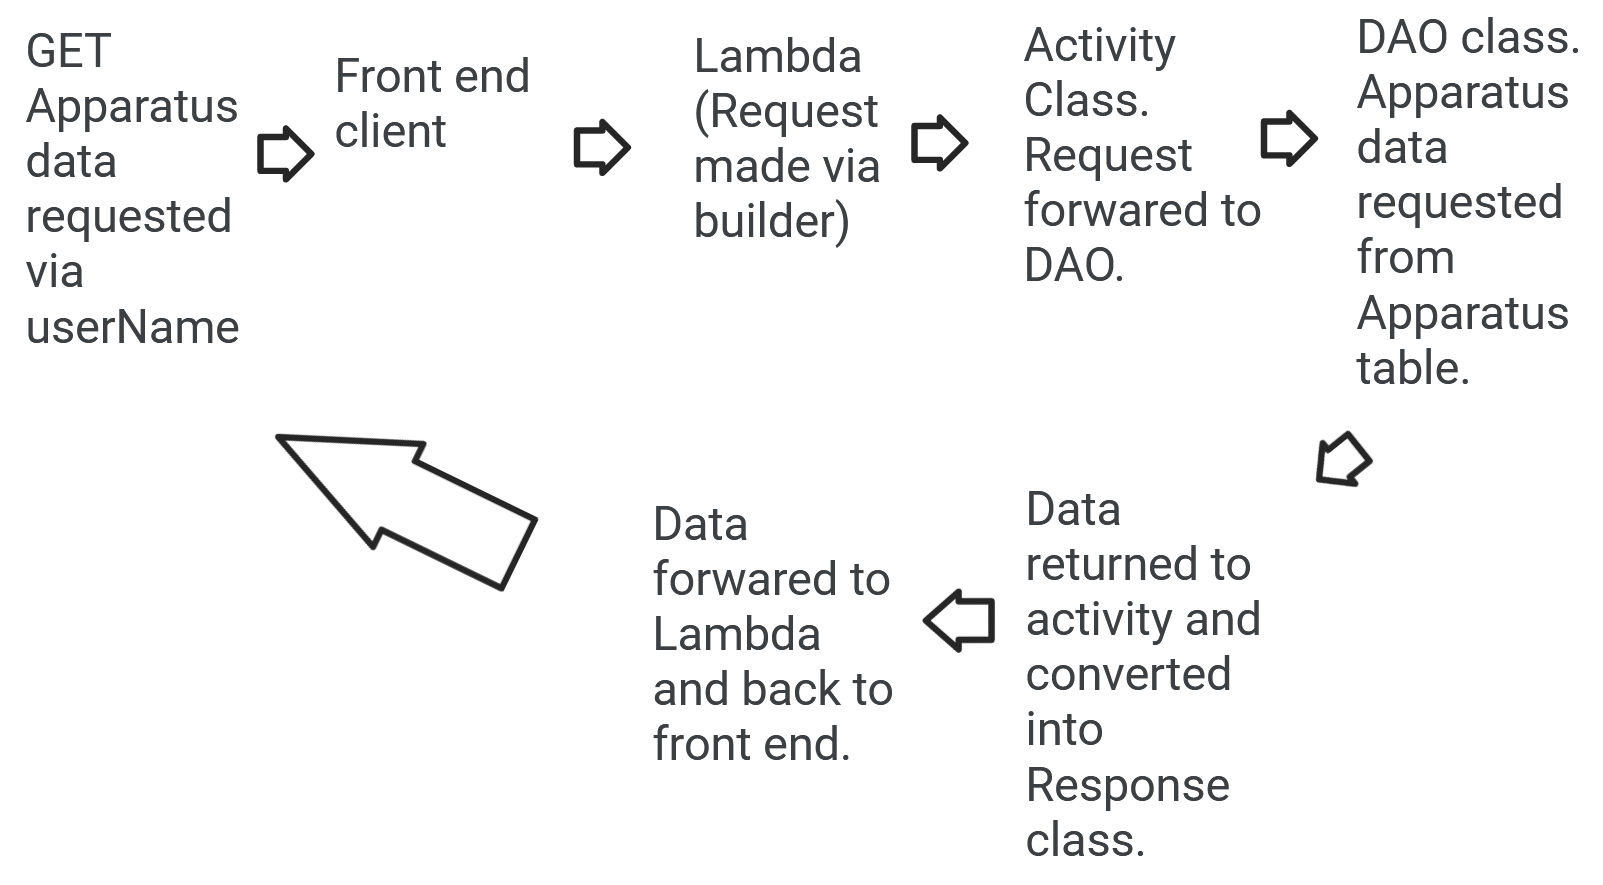 GET
Apparatus
data
requested
via
userName
Front end
client
Lambda
(Request
made via
builder)
Activity
Class.
Request
forwared to
DAO.
DAO class.
Apparatus
data
requested
from
Apparatus
table.
Data
returned to
activity and
converted
into
Response
class.
Data
forwared to
Lambda
and back to
front end.